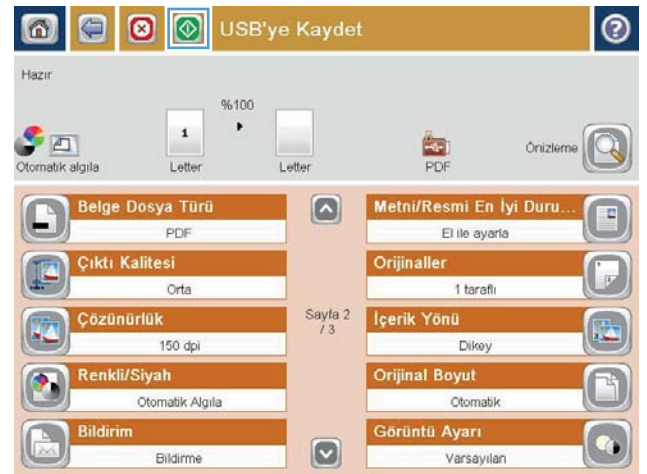 USB'ye Kaydet
Hazır
%100
1
Otomatik algıla
Letter
Letter
PDF
Önizleme
Belge Dosya Türü
PDF
Çıktı Kalitesi
Orta
Çözünürlük
150 dpi
Renkli/Siyah
Otomatik Algıla
Bildirim
Bildirme
Sayfa 2
/ 3
Metni/Resmi En İyi Duru...
El ile ayarla
Orijinaller
1 taraflı
İçerik Yönü
Dikey
Orijinal Boyut
Otomatik
Görüntü Ayarı
Varsayılan